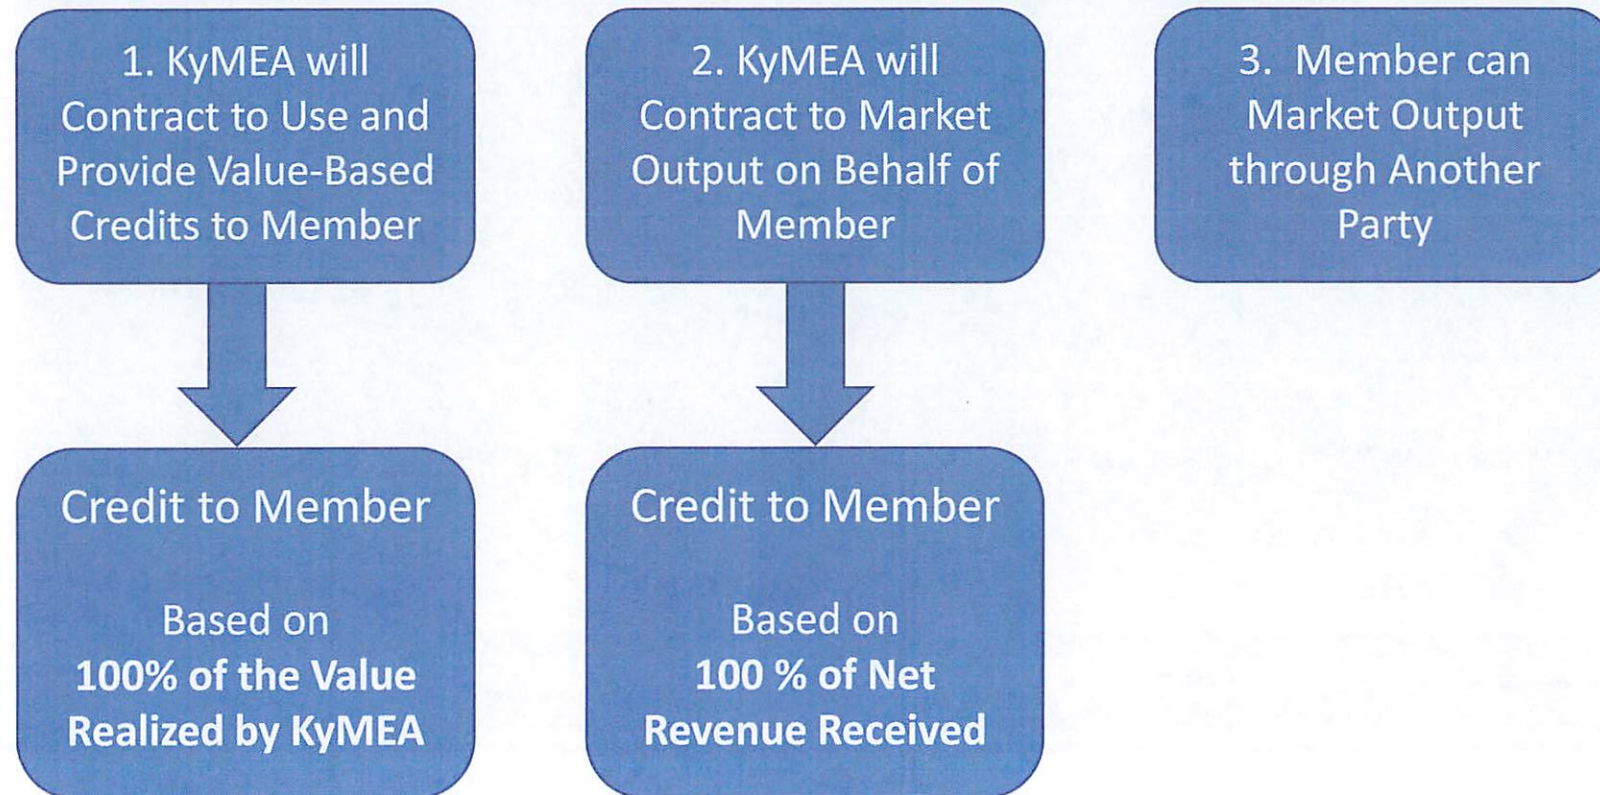 1. KyMEA will
Contract to Use and
Provide Value-Based
Credits to Member
2. KyMEA will
Contract to Market
Output on Behalf of
Member
3. Member can
Market Output
through Another
Party
Credit to Member
Based on
100% of the Value
Realized by KyMEA
Credit to Member
Based on
100 % of Net
Revenue Received